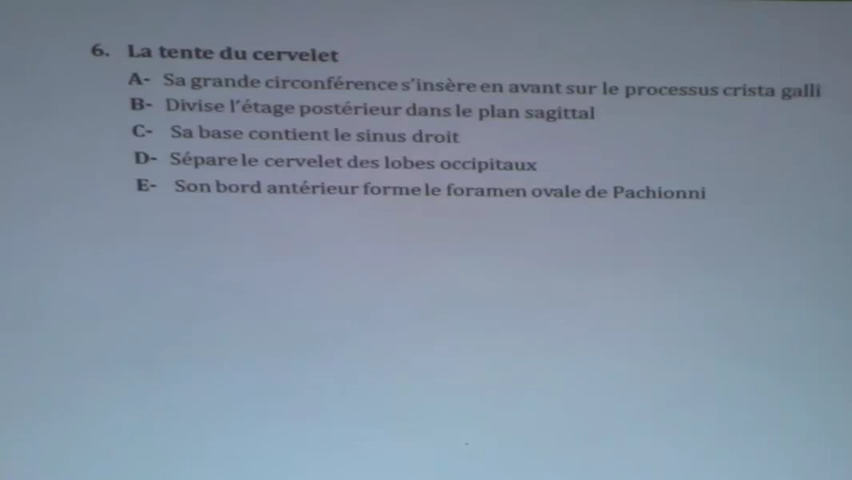 6. La tente du cervelet
A- Sa grande circonférence s'insère en avant sur le processus crista galli
B- Divise l'étage postérieur dans le plan sagittal
C- Sa base contient le sinus droit
D- Sépare le cervelet des lobes occipitaux
E- Son bord antérieur forme le foramen ovale de Pachionni